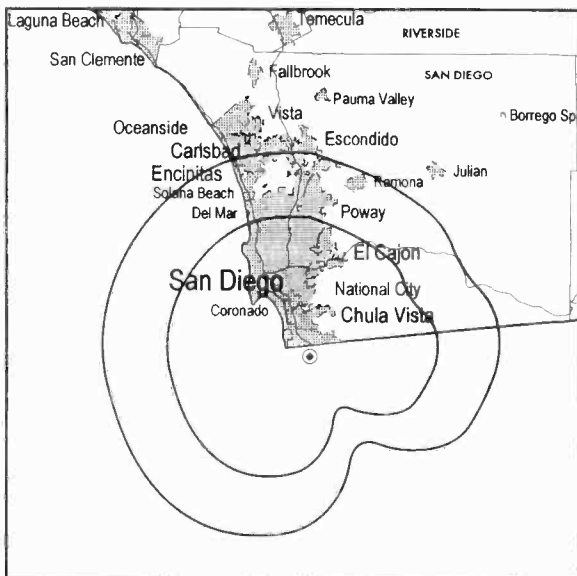 Laguna Beach
Temecula
RIVERSIDE
San Clemente
Fallbrook
SAN DIEGO
Pauma Valley
Vista
Borrego Sp
Oceanside
Escondido
Carlsbad
Encipitas
Julian
Ramona
Solana Beach
Del Mar
Poway
El Cajon
San Diego
National City
Coronado
Chula Vista